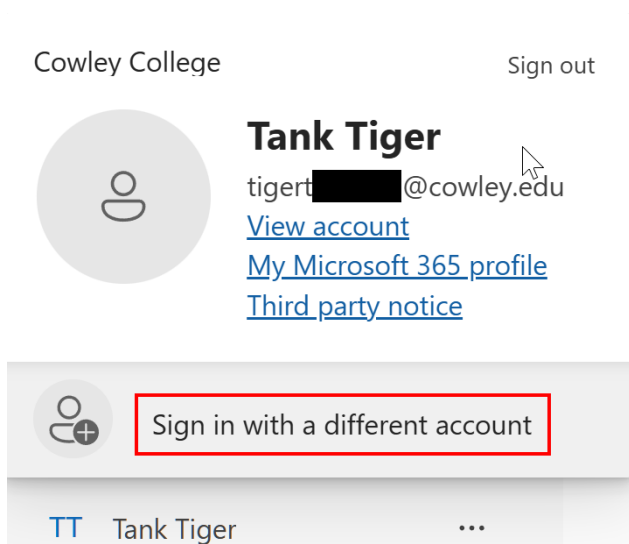 Cowley College Sign out
Tank Tiger
tigert @cowley.edu
View account
My Microsoft 365 profile
Third party notice
Sign in with a different account
TT Tank Tiger ...